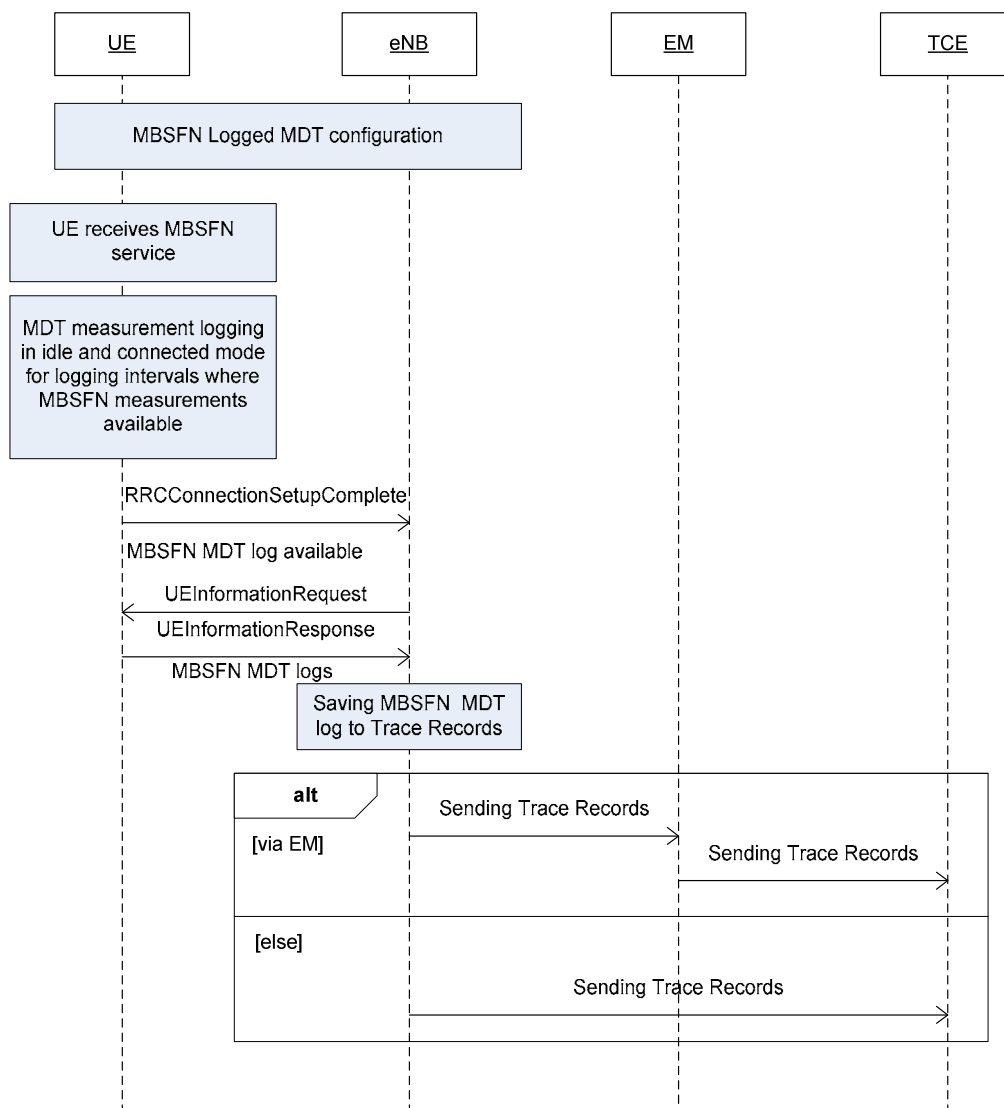 UE
eNB
EM
TCE
MBSFN Logged MDT configuration
UE receives MBSFN
service
MDT measurement logging
in idle and connected mode
for logging intervals where
MBSFN measurements
available
RRCConnectionSetupComplete
MBSFN MDT log available
UEInformationRequest
UEInformationResponse
MBSFN MDT logs
Saving MBSFN MDT
log to Trace Records
alt
Sending Trace Records
[via EM]
Sending Trace Records
[else]
Sending Trace Records